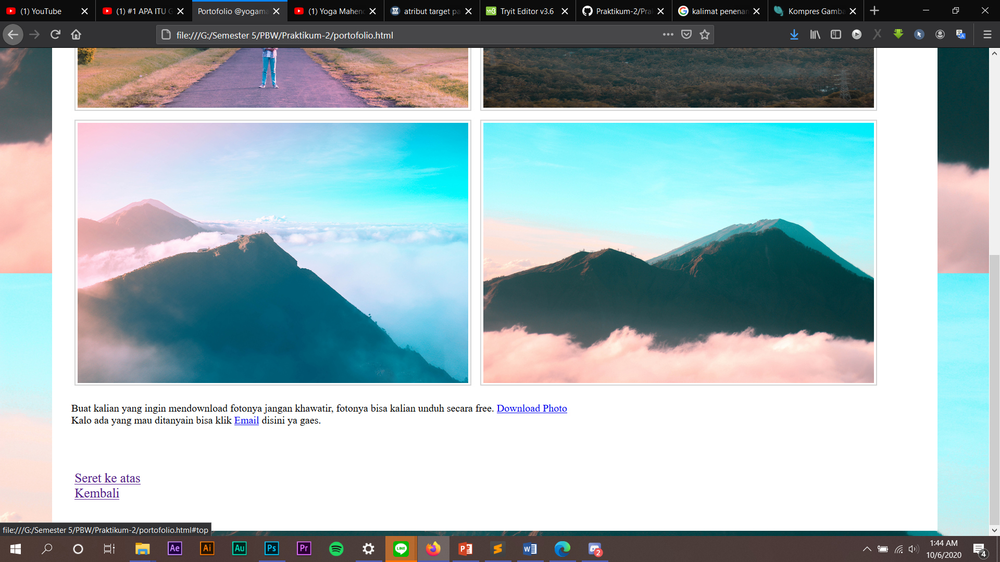 (1) YouTube
(1) #1 APA ITU G
Portofolio @yogama
(1) Yoga Mahen
atribut target pa
Tryit Editor v3.6
Praktikum-2/Pra
kalimat penenan
Kompres Gamba
file:///G:/Semester 5/PBW/Praktikum-2/portofolio.html
Buat kalian yang ingin mendownload fotonya jangan khawatir, fotonya bisa kalian unduh secara free. Download Photo
Kalo ada yang mau ditanyain bisa klik Email disini ya gaes.
Seret ke atas
Kembali
file:///G:/Semester 5/PBW/Praktikum-2/portofolio.html#top
Ae
Ai
Au
Ps
Pr
LINE
P
W
2
1:44 AM
10/6/2020
4